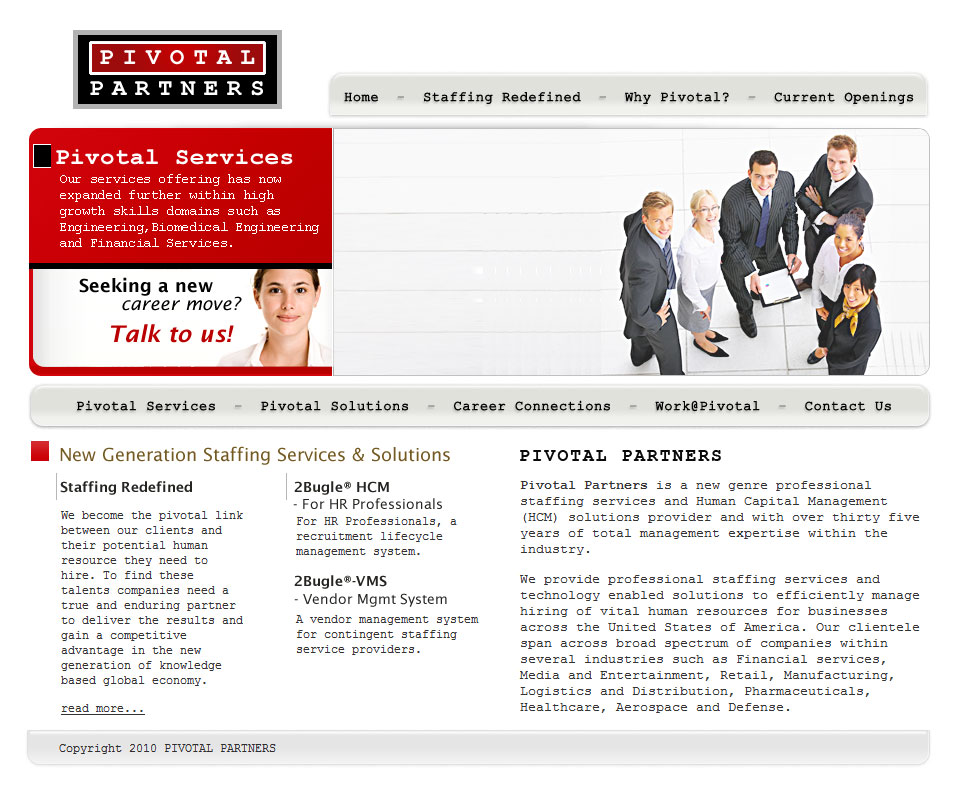 PIVOTAL
PARTNERS
Home - Staffing Redefined - Why Pivotal? - Current Openings
Pivotal Services
Our services offering has now
expanded further within high
growth skills domains such as
Engineering,Biomedical Engineering
and Financial Services.
Seeking a new
career move?
Talk to us!
Pivotal Services - Pivotal Solutions - Career Connections - Work@Pivotal - Contact Us
New Generation Staffing Services & Solutions
Staffing Redefined
We become the pivotal link
between our clients and
their potential human
resource they need to
hire. To find these
talents companies need a
true and enduring partner
to deliver the results and
gain a competitive
advantage in the new
generation of knowledge
based global economy.
read more...
2Bugle® HCM
- For HR Professionals
For HR Professionals, a
recruitment lifecycle
management system.
2Bugle®-VMS
- Vendor Mgmt System
A vendor management system
for contingent staffing
service providers.
PIVOTAL PARTNERS
Pivotal Partners is a new genre professional
staffing services and Human Capital Management
(HCM) solutions provider and with over thirty five
years of total management expertise within the
industry.
We provide professional staffing services and
technology enabled solutions to efficiently manage
hiring of vital human resources for businesses
across the United States of America. Our clientele
span across broad spectrum of companies within
several industries such as Financial services,
Media and Entertainment, Retail, Manufacturing,
Logistics and Distribution, Pharmaceuticals,
Healthcare, Aerospace and Defense.
Copyright 2010 PIVOTAL PARTNERS